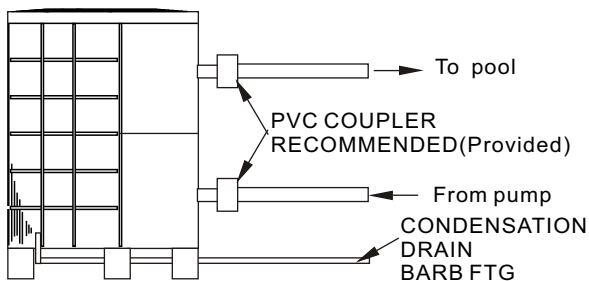 To pool
PVC COUPLER
RECOMMENDED(Provided)
From pump
CONDENSATION
DRAIN
BARB FTG